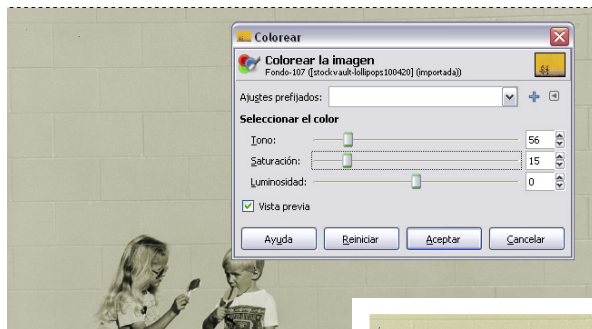 Colorear
Colorear la imagen
Fondo-107 ([stockvault-lollipops100420] (importada))
Ajustes prefijados:
Seleccionar el color
Tono: 56
Saturación: 15
Luminosidad: 0
Vista previa
Ayuda Reiniciar Aceptar Cancelar